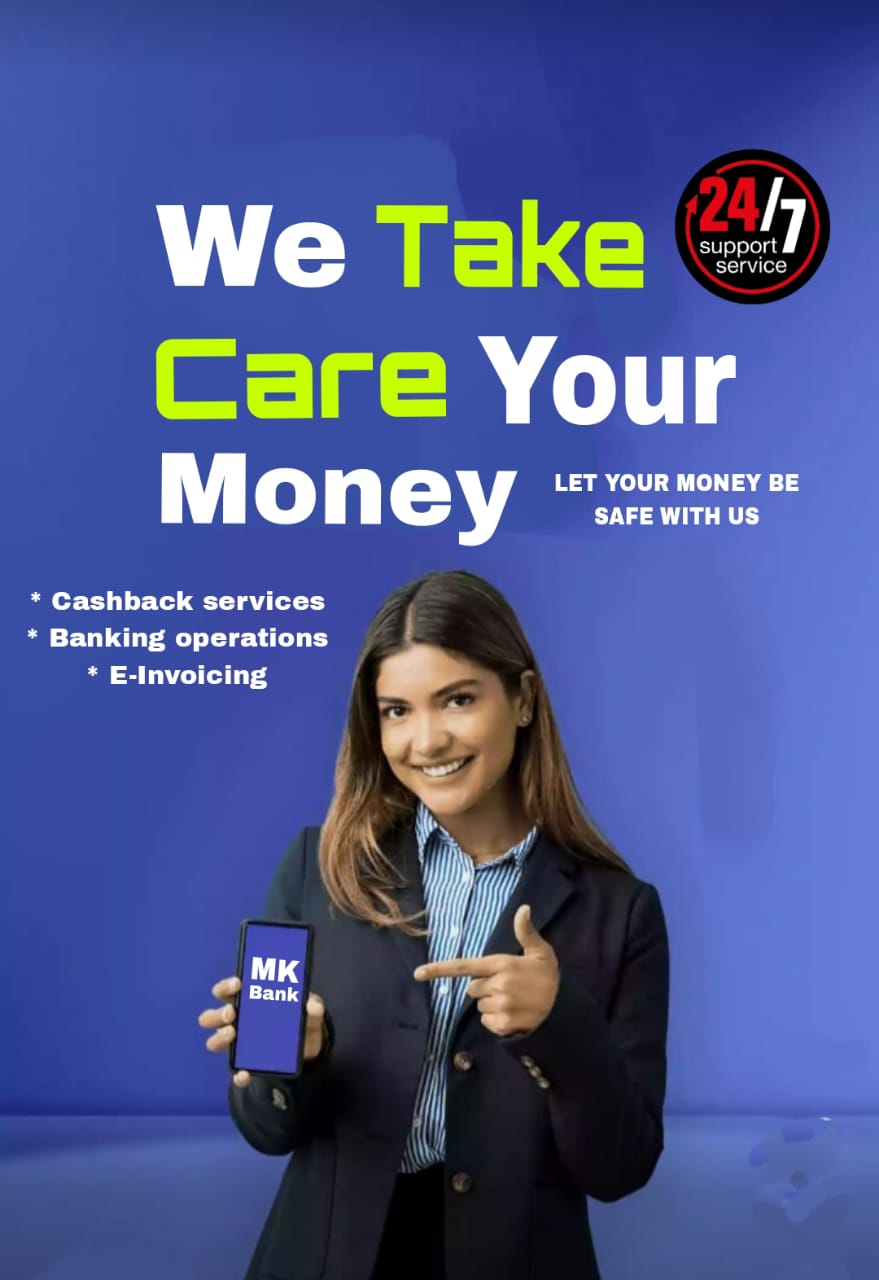 We Take
24/7
support
service
Care Your
Money
LET YOUR MONEY BE
SAFE WITH US
* Cashback services
* Banking operations
* E-Invoicing
MK
Bank